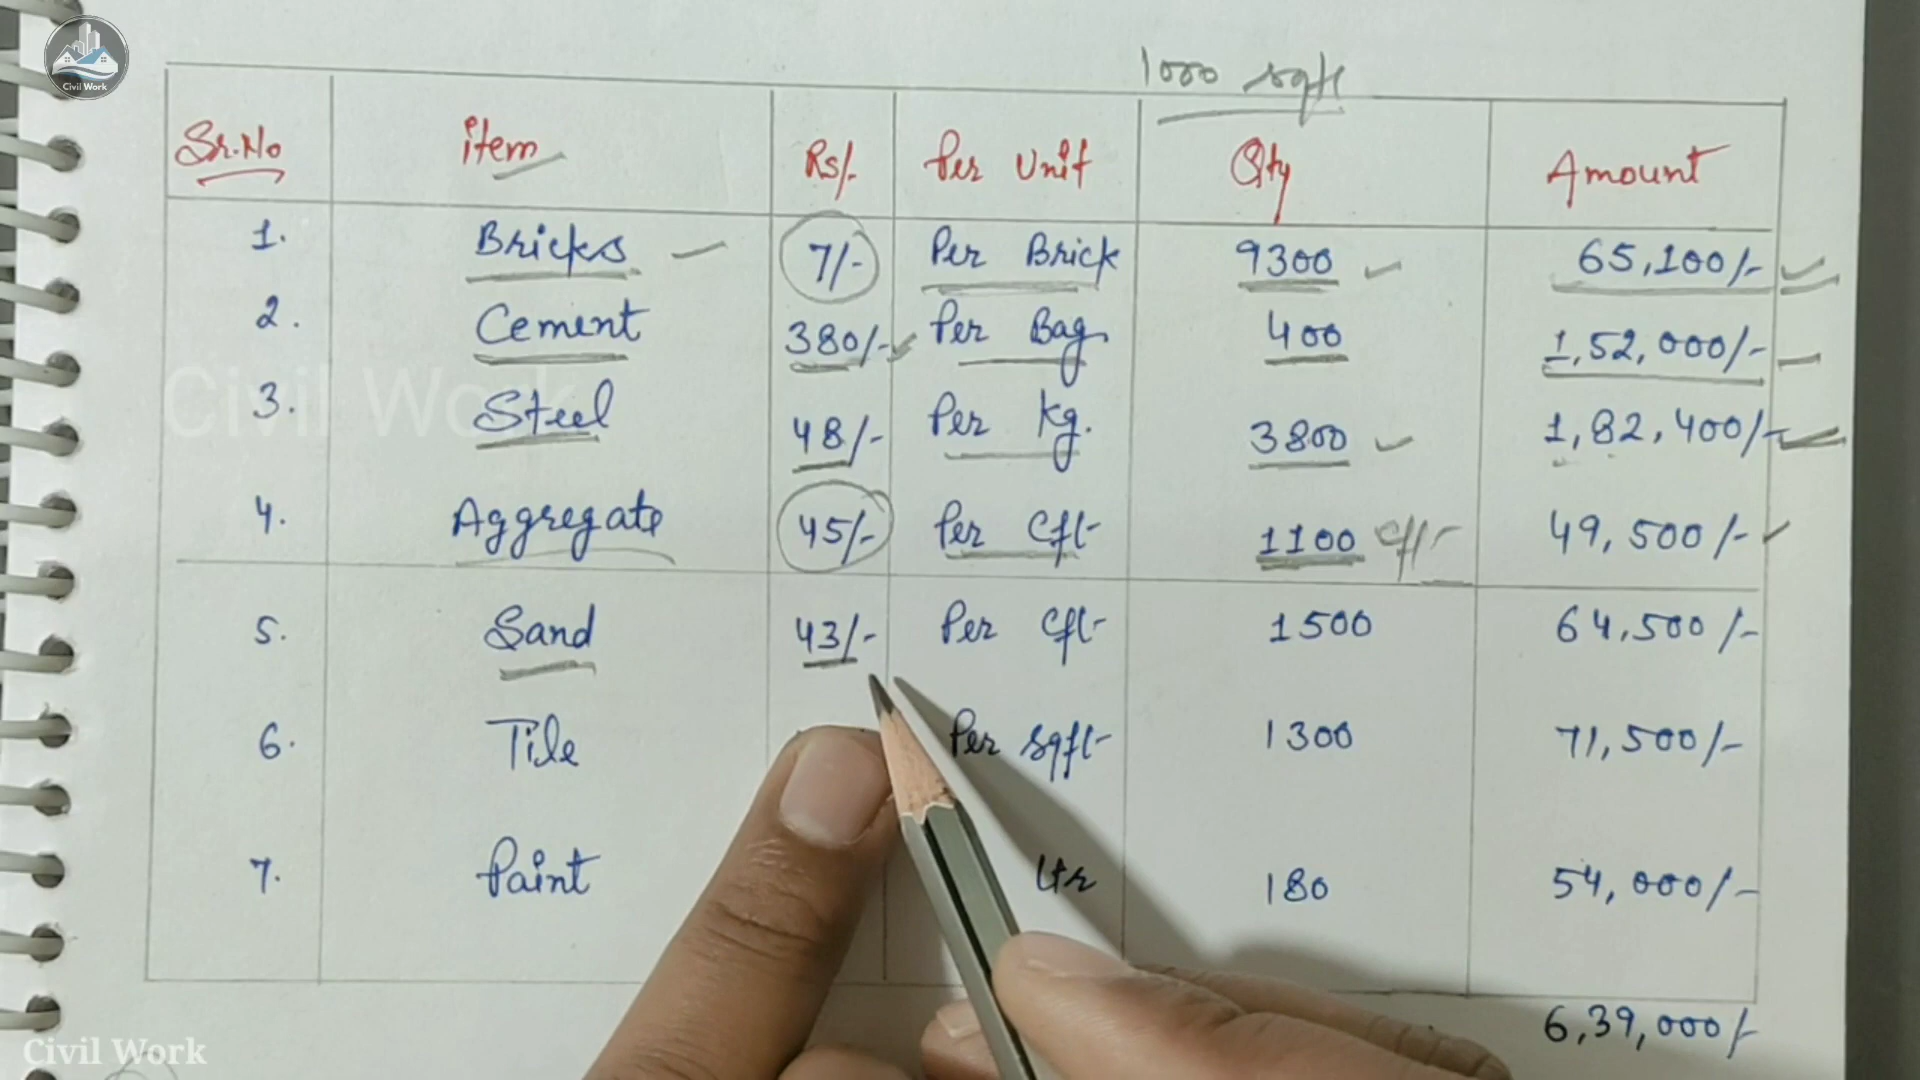 Civil Work
1000 sqft
Sr.No item Rs/- Per Unit Qty Amount
1. Bricks 7/- Per Brick 9300 65,100/-
2. Cement 380/- Per Bag 400 1,52,000/-
3. Steel 48/- Per Kg. 3800 1,82,400/-
4. Aggregate 45/- Per Cft 1100 cft 49,500/-
5. Sand 43/- Per Cft 1500 64,500/-
6. Tile Per sqft 1300 71,500/-
7. Paint Ltr 180 54,000/-
6,39,000/-
Civil Work
Civil Work